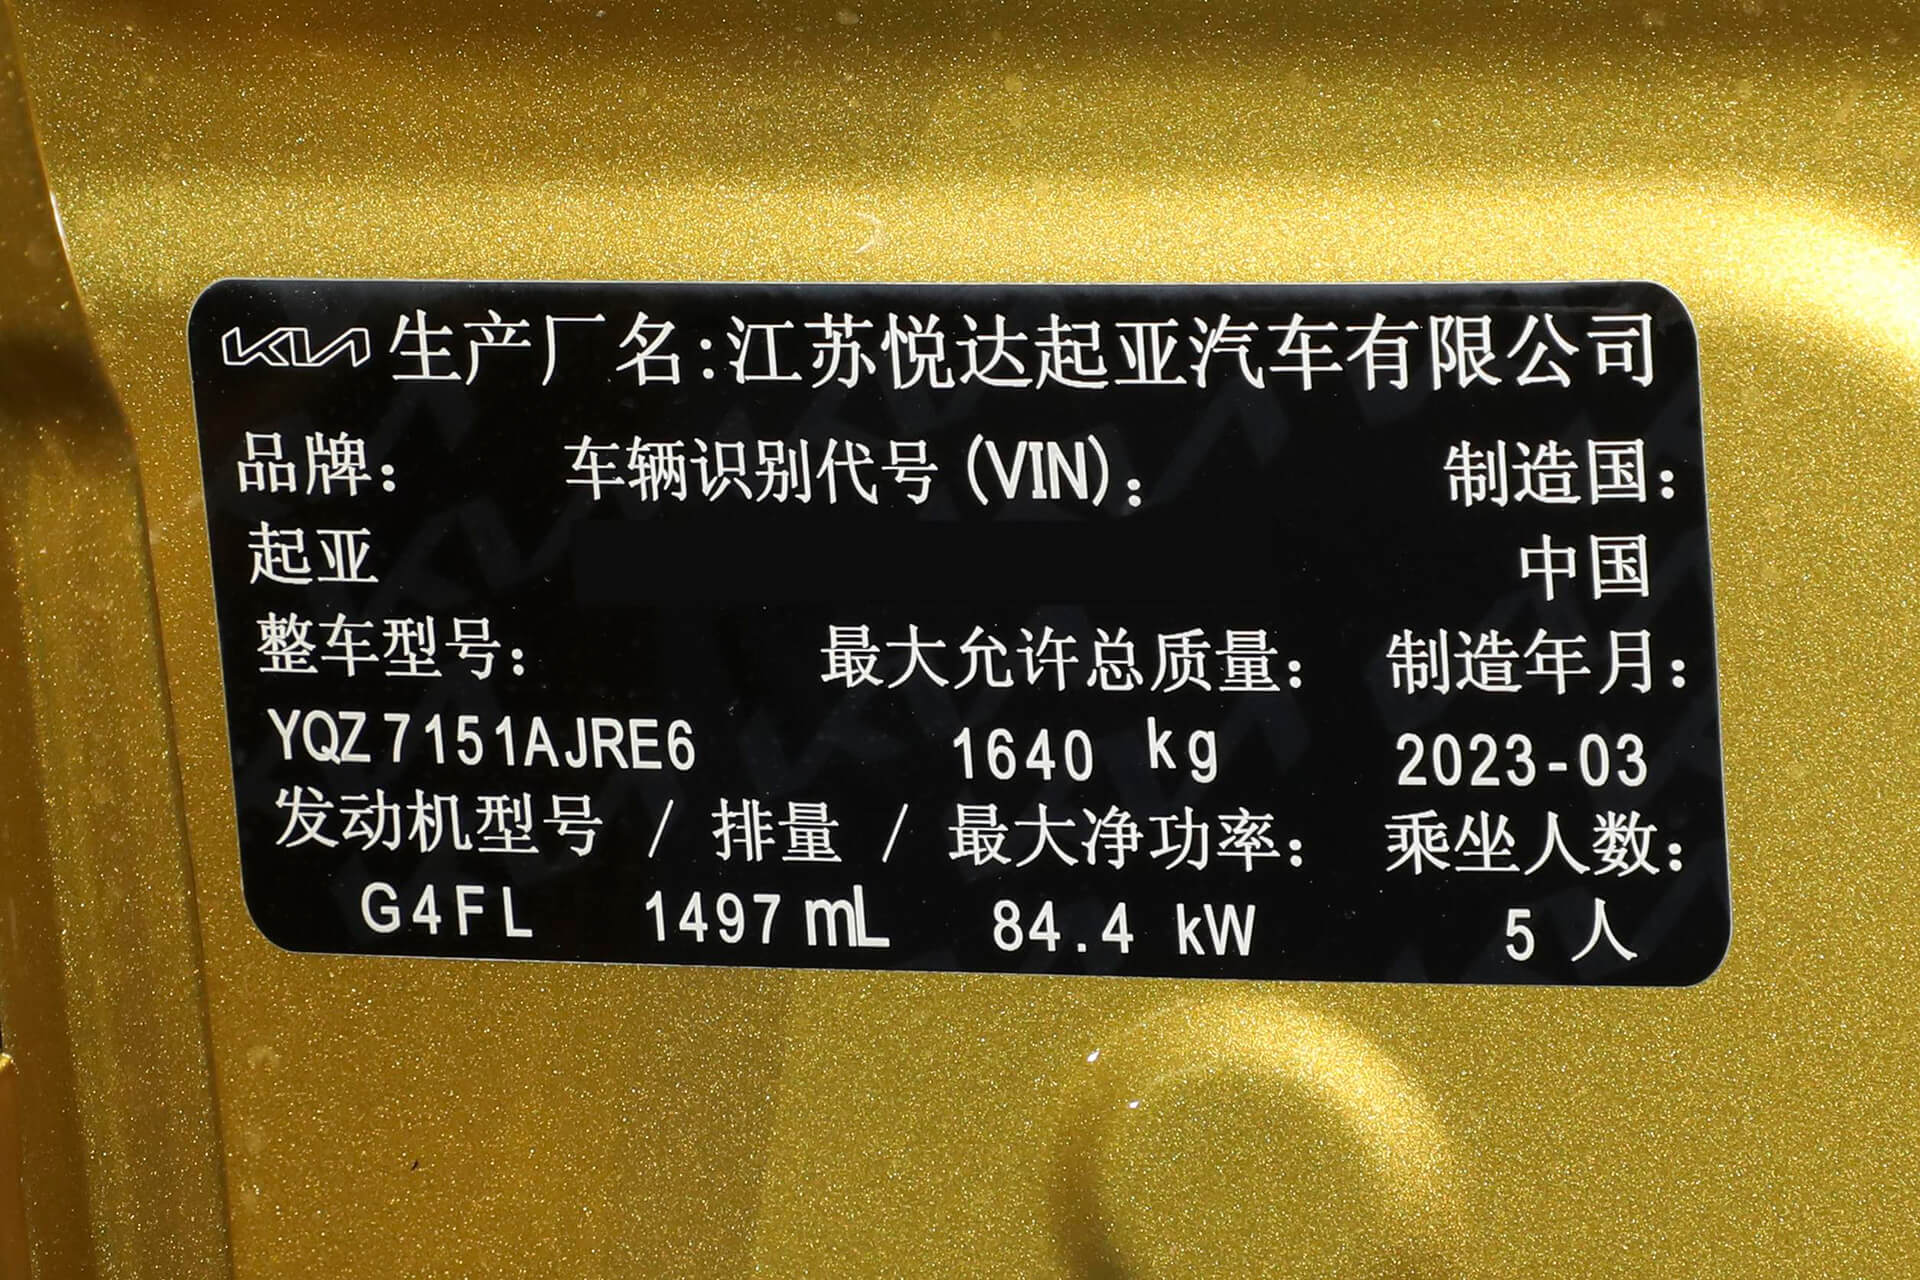 KIA 生产厂名:江苏悦达起亚汽车有限公司
品牌: 车辆识别代号(VIN): 制造国:
起亚 中国
整车型号: 最大允许总质量: 制造年月:
YQZ7151AJRE6 1640 kg 2023-03
发动机型号 / 排量 / 最大净功率: 乘坐人数:
G4FL 1497 mL 84.4 kW 5 人